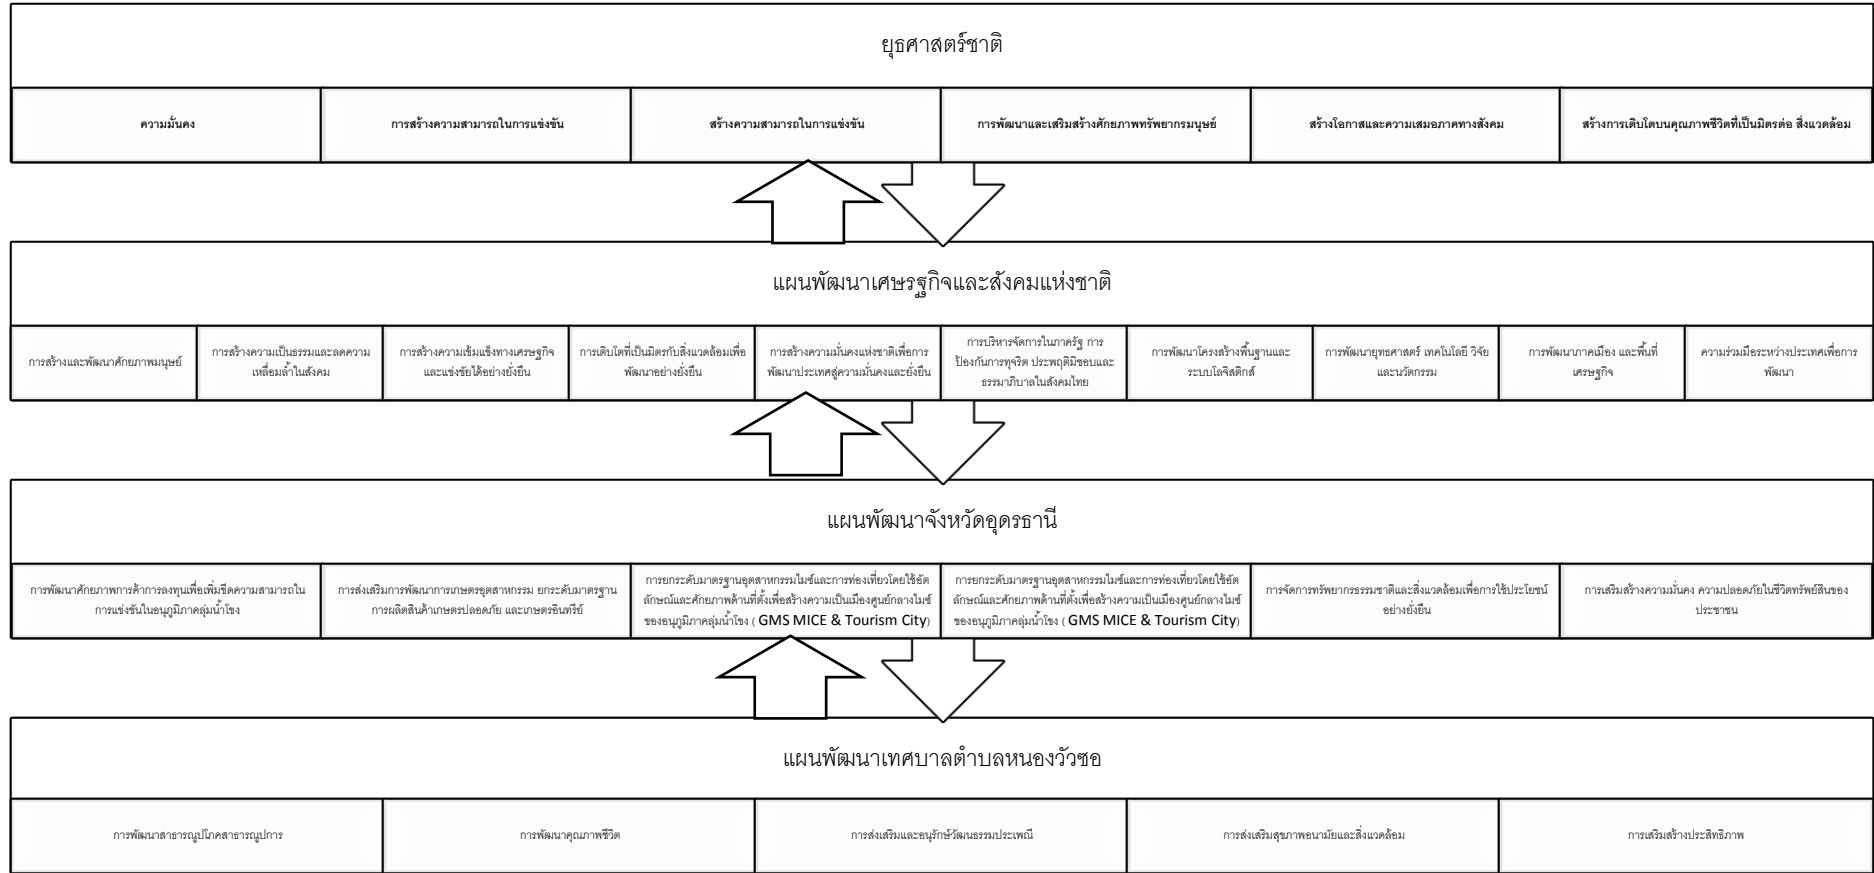 ยุธศาสตร์ชาติ
ความมั่นคง
การสร้างความสามารถในการแข่งขัน
สร้างความสามารถในการแข่งขัน
การพัฒนาและเสริมสร้างศักยภาพทรัพยากรมนุษย์
สร้างโอกาสและความเสมอภาคทางสังคม
สร้างการเติบโตบนคุณภาพชีวิตที่เป็นมิตรต่อ สิ่งแวดล้อม
แผนพัฒนาเศรษฐกิจและสังคมแห่งชาติ
การสร้างและพัฒนาศักยภาพมนุษย์
การสร้างความเป็นธรรมและลดความ
เหลื่อมล้ำในสังคม
การสร้างความเข้มแข็งทางเศรษฐกิจ
และแข่งขัยได้อย่างยั่งยืน
การเติบโตที่เป็นมิตรกับสิ่งแวดล้อมเพื่อ
พัฒนาอย่างยั่งยืน
การสร้างความมั่นคงแห่งชาติเพื่อการ
พัฒนาประเทศสู่ความมั่นคงและยั่งยืน
การบริหารจัดการในภาครัฐ การ
ป้องกันการทุจริต ประพฤติมิชอบและ
ธรรมาภิบาลในสังคมไทย
การพัฒนาโครงสร้างพื้นฐานและ
ระบบโลจิสติกส์
การพัฒนายุทธศาสตร์ เทคโนโลยี วิจัย
และนวัตกรรม
การพัฒนาภาคเมือง และพื้นที่
เศรษฐกิจ
ความร่วมมือระหว่างประเทศเพื่อการ
พัฒนา
แผนพัฒนาจังหวัดอุดรธานี
การพัฒนาศักยภาพการค้าการลงทุนเพื่อเพิ่มขีดความสามารถใน
การแข่งขันในอนุภูมิภาคลุ่มน้ำโขง
การส่งเสริมการพัฒนาการเกษตรอุตสาหกรรม ยกระดับมาตรฐาน
การผลิตสินค้าเกษตรปลอดภัย และเกษตรอินทรีย์
การยกระดับมาตรฐานอุตสาหกรรมไมซ์และการท่องเที่ยวโดยใช้อัต
ลักษณ์และศักยภาพด้านที่ตั้งเพื่อสร้างความเป็นเมืองศูนย์กลางไมซ์
ของอนุภูมิภาคลุ่มน้ำโขง ( GMS MICE & Tourism City)
การยกระดับมาตรฐานอุตสาหกรรมไมซ์และการท่องเที่ยวโดยใช้อัต
ลักษณ์และศักยภาพด้านที่ตั้งเพื่อสร้างความเป็นเมืองศูนย์กลางไมซ์
ของอนุภูมิภาคลุ่มน้ำโขง ( GMS MICE & Tourism City)
การจัดการทรัพยากรธรรมชาติและสิ่งแวดล้อมเพื่อการใช้ประโยชน์
อย่างยั่งยืน
การเสริมสร้างความมั่นคง ความปลอดภัยในชีวิตทรัพย์สินของ
ประชาชน
แผนพัฒนาเทศบาลตำบลหนองวัวซอ
การพัฒนาสาธารณูปโภคสาธารณูปการ
การพัฒนาคุณภาพชีวิต
การส่งเสริมและอนุรักษ์วัฒนธรรมประเพณี
การส่งเสริมสุขภาพอนามัยและสิ่งแวดล้อม
การเสริมสร้างประสิทธิภาพ